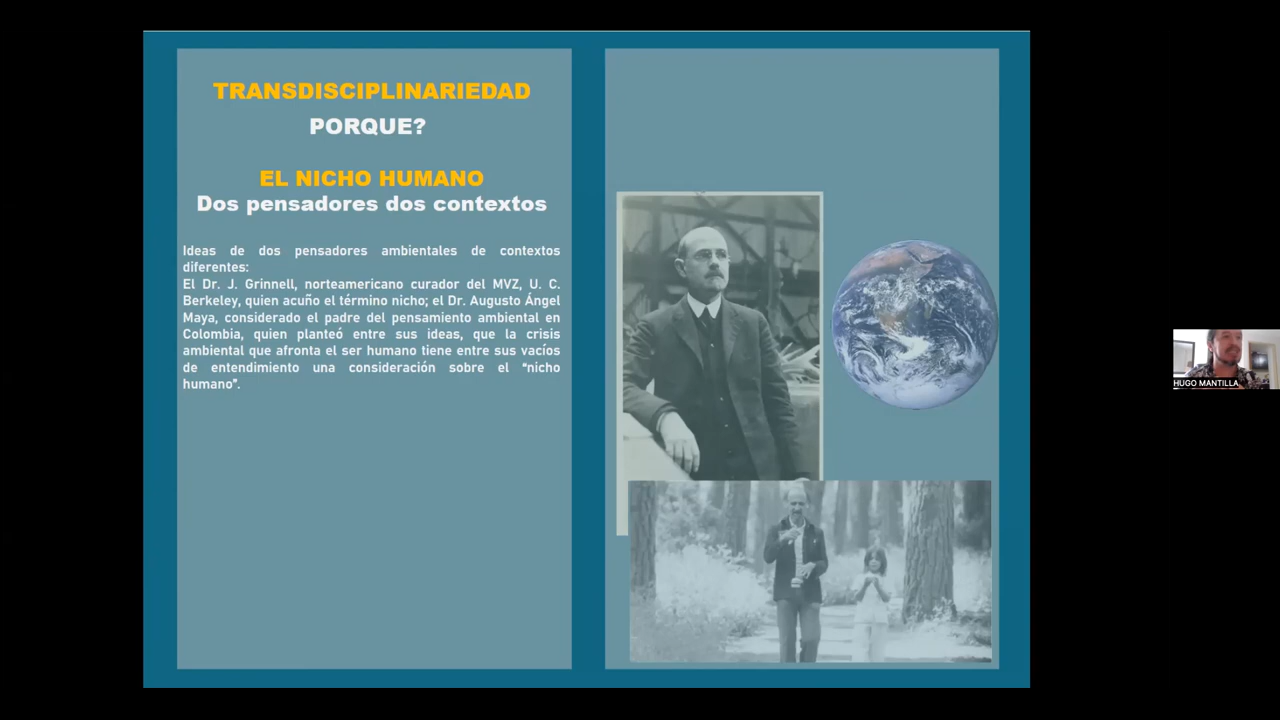 TRANSDISCIPLINARIEDAD
PORQUE?
EL NICHO HUMANO
Dos pensadores dos contextos
Ideas de dos pensadores ambientales de contextos
diferentes:
El Dr. J. Grinnell, norteamericano curador del MVZ, U. C.
Berkeley, quien acuño el término nicho; el Dr. Augusto Ángel
Maya, considerado el padre del pensamiento ambiental en
Colombia, quien planteó entre sus ideas, que la crisis
ambiental que afronta el ser humano tiene entre sus vacíos
de entendimiento una consideración sobre el “nicho
humano”.
HUGO MANTILLA